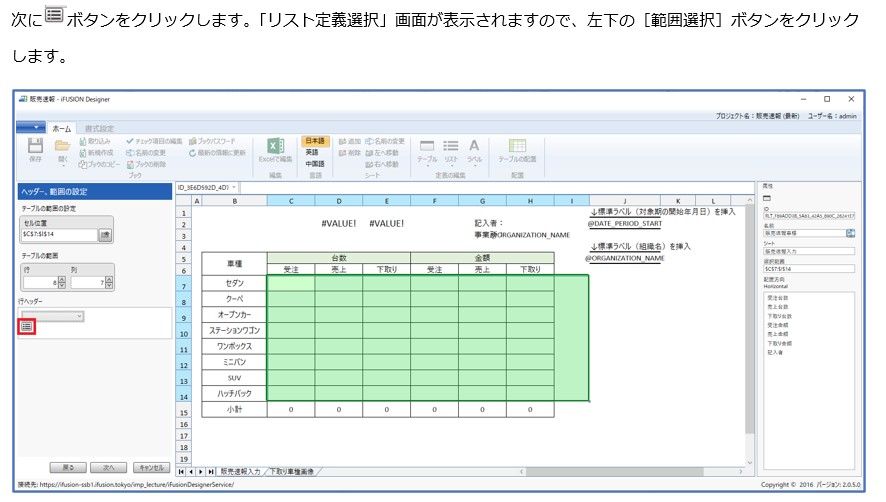 次に ボタンをクリックします。「リスト定義選択」画面が表示されますので、左下の［範囲選択］ボタンをクリック
します。
販売速報 - iFUSION Designer
プロジェクト名：販売速報 (最新) ユーザー名：admin
ホーム 書式設定
保存 開く 取り込み 新規作成 ブックのコピー チェック項目の編集 名前の変更 ブックの削除 ブックパスワード 最新の情報に更新
ブック
Excelで編集
編集
日本語 英語 中国語
言語
追加 削除 名前の変更 左へ移動 右へ移動
シート
テーブル リスト ラベル
定義の編集
テーブルの配置
配置
ヘッダー、範囲の設定
テーブルの範囲の設定
セル位置
$C$7:$I$14
テーブルの範囲
行 列
8 7
行ヘッダー
戻る 次へ キャンセル
A B C D E F G H I J K L
1 ↓標準ラベル（対象期の開始年月日）を挿入
2 #VALUE! #VALUE! 記入者： @DATE_PERIOD_START
3 事業所ORGANIZATION_NAME
4 ↓標準ラベル（組織名）を挿入
5 車種 台数 金額 @ORGANIZATION_NAME
6 受注 売上 下取り 受注 売上 下取り
7 セダン
8 クーペ
9 オープンカー
10 ステーションワゴン
11 ワンボックス
12 ミニバン
13 SUV
14 ハッチバック
15 小計 0 0 0 0 0 0
16
17
18
19
販売速報入力 下取り車種画像
属性
ID
名前
販売速報実績
シート
販売速報入力
選択範囲
$C$7:$I$14
配置方向
Horizontal
受注台数
売上台数
下取り台数
受注金額
売上金額
下取り金額
記入者
接続先: https://ifusion-ssb1.ifusion.tokyo/imp_lecture/iFusionDesignerService/
Copyright © 2016 バージョン: 2.0.5.0